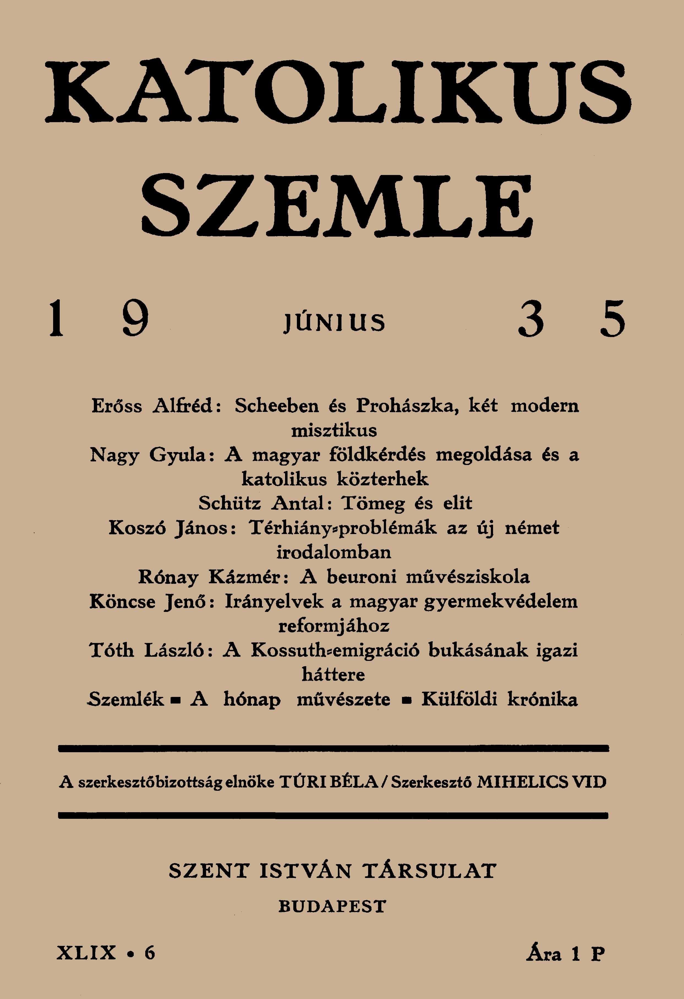 KATOLIKUS
SZEMLE
1 9 JÚNIUS 3 5
Erőss Alfréd: Scheeben és Prohászka, két modern
misztikus
Nagy Gyula: A magyar földkérdés megoldása és a
katolikus közterhek
Schütz Antal: Tömeg és elit
Koszó János: Térhiány-problémák az új német
irodalomban
Rónay Kázmér: A beuroni művésziskola
Köncse Jenő: Irányelvek a magyar gyermekvédelem
reformjához
Tóth László: A Kossuth-emigráció bukásának igazi
háttere
Szemlék ▪ A hónap művészete ▪ Külföldi krónika
A szerkesztőbizottság elnöke TÚRI BÉLA / Szerkesztő MIHELICS VID
SZENT ISTVÁN TÁRSULAT
BUDAPEST
XLIX • 6 Ára 1 P